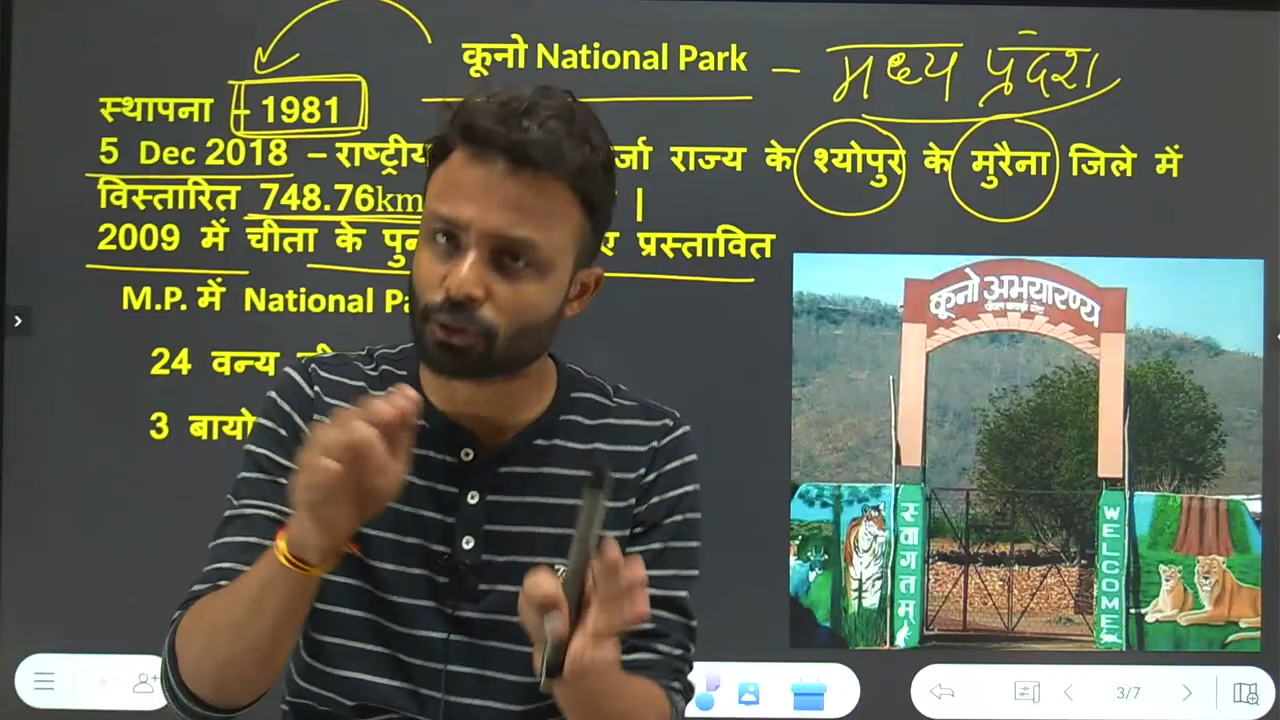 कूनो National Park – मध्य प्रदेश
स्थापना - 1981
5 Dec 2018 – राष्ट्रीय र्जा राज्य के श्योपुर के मुरैना जिले में
विस्तारित 748.76km |
2009 में चीता के प्रस्तावित
M.P. में National
24 वन्य
3
कूनो अभयारण्य
स्वागतम्
WELCOME
3/7